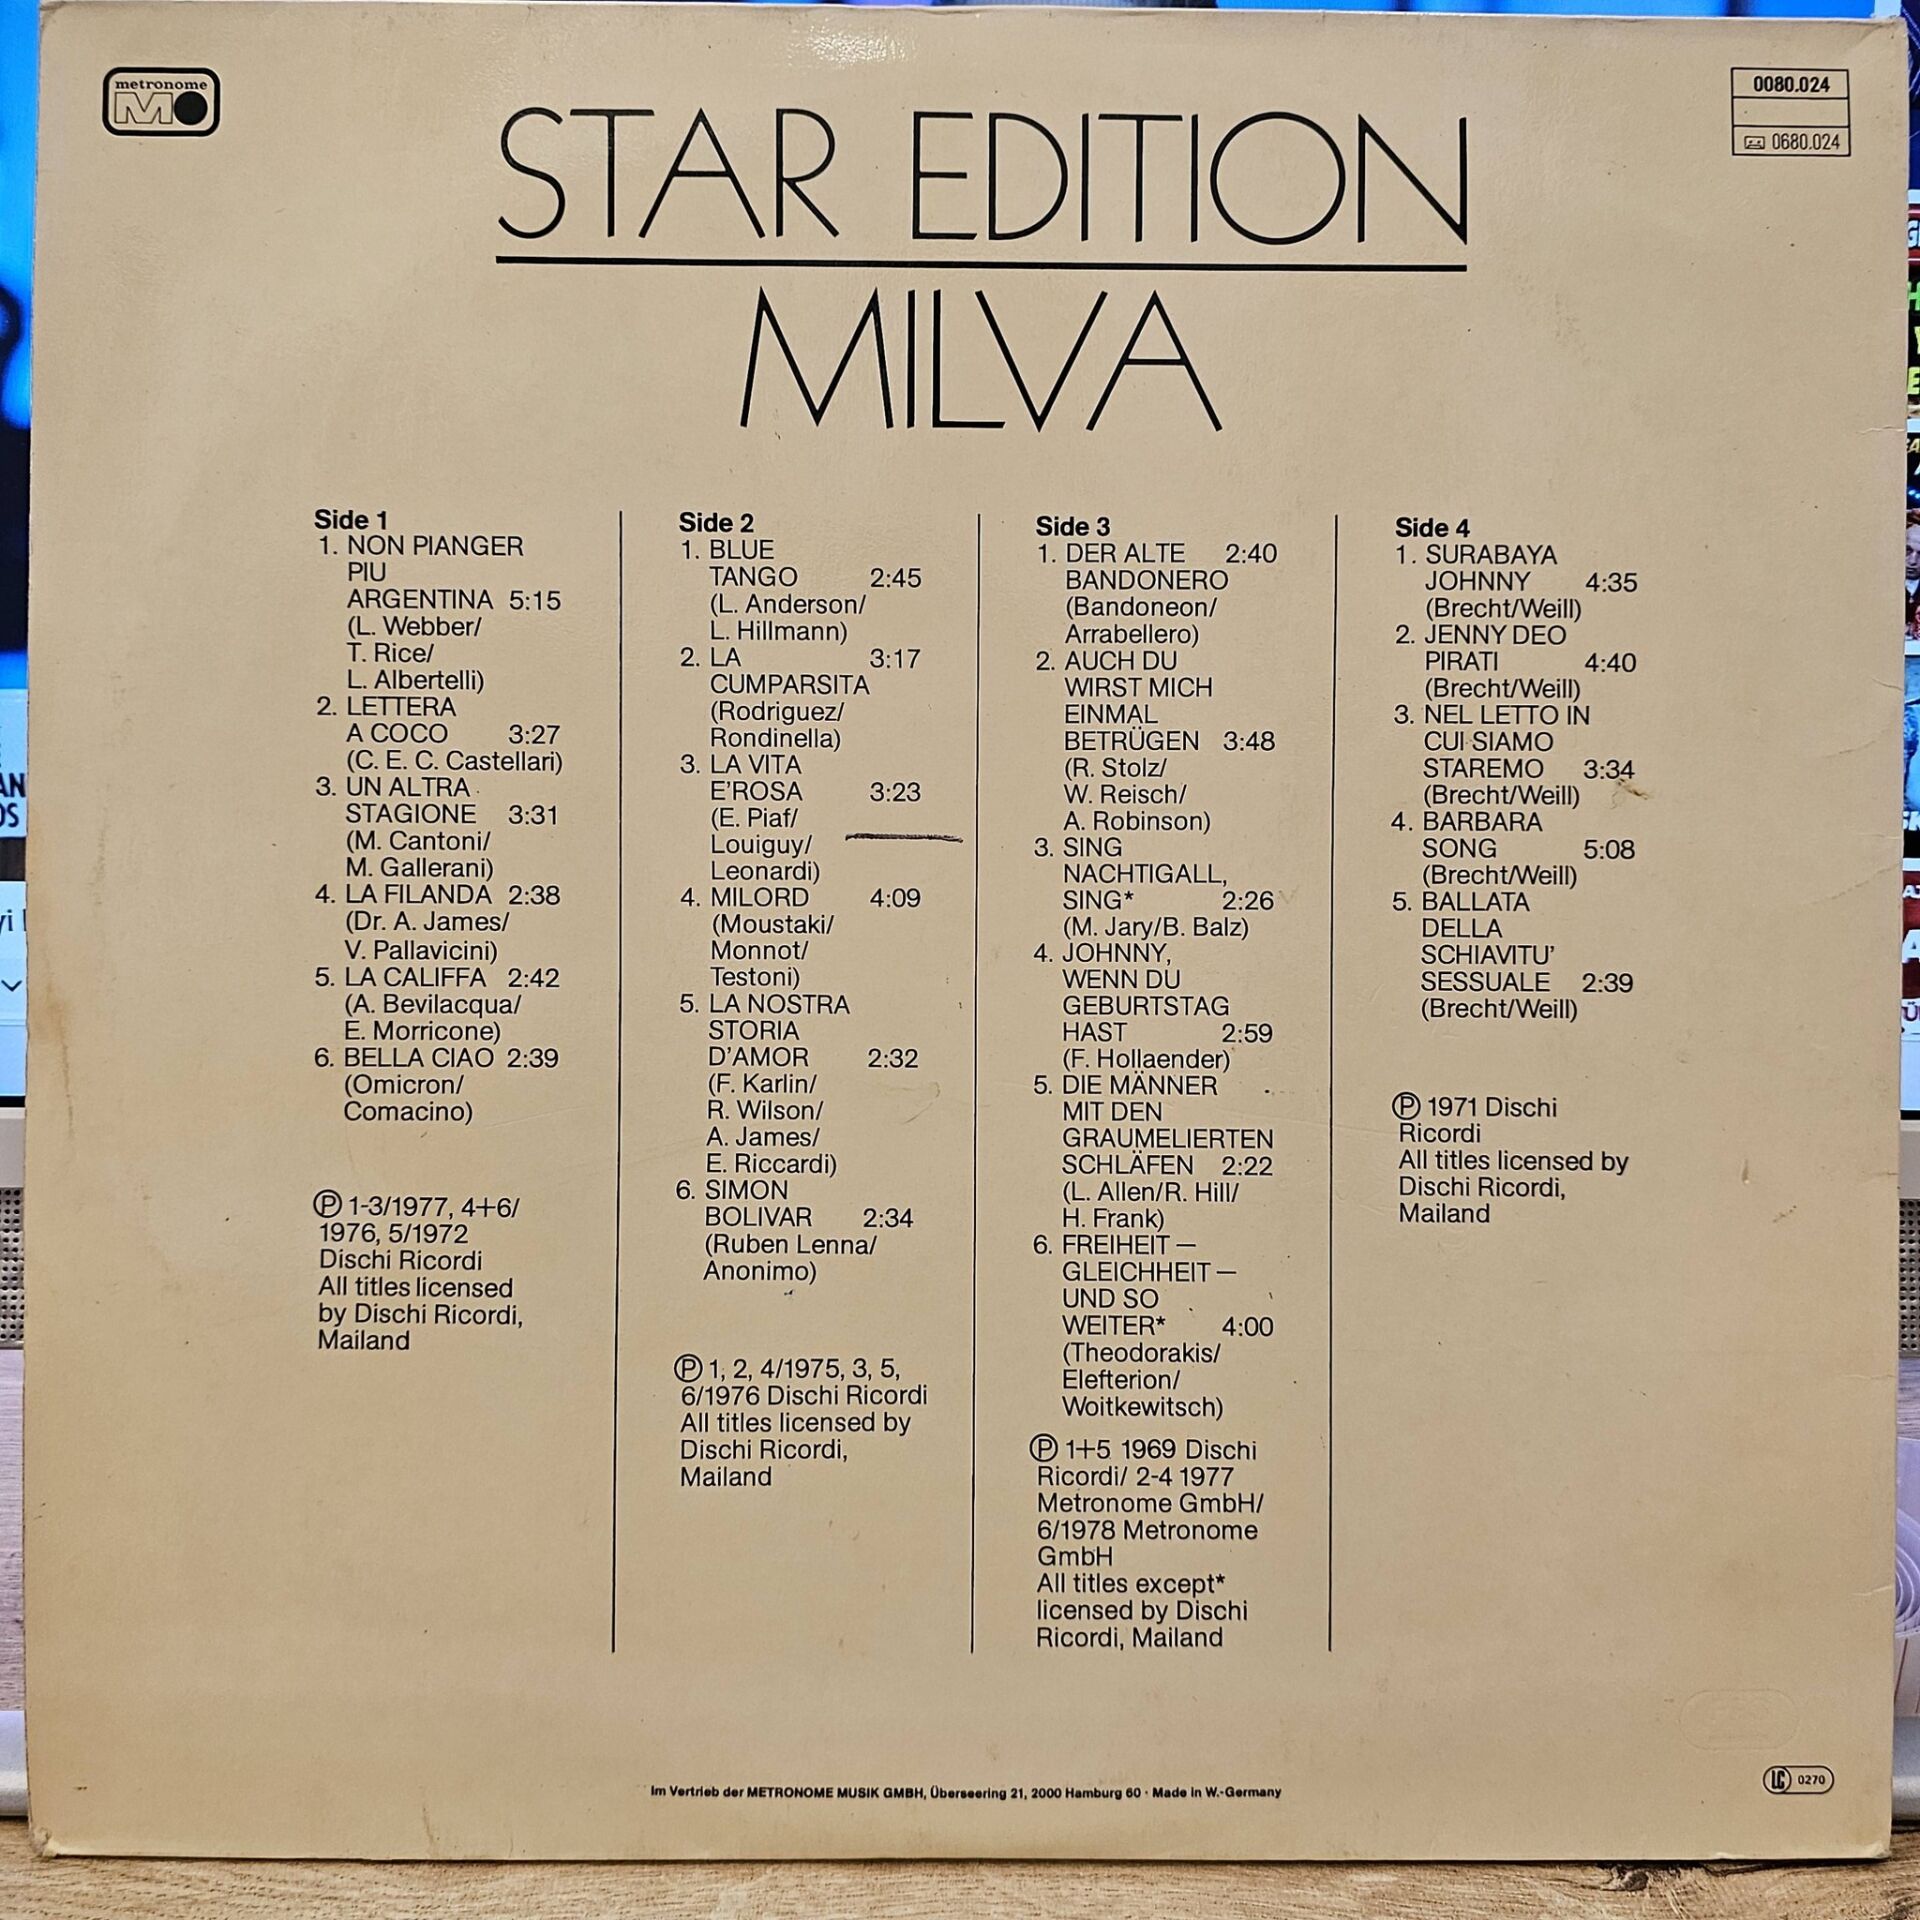 metronome
0080.024
0680.024
STAR EDITION
MILVA
Side 1
1. NON PIANGER
PIU
ARGENTINA 5:15
(L. Webber/
T. Rice/
L. Albertelli)
2. LETTERA
A COCO 3:27
(C. E. C. Castellari)
3. UN ALTRA
STAGIONE 3:31
(M. Cantoni/
M. Gallerani)
4. LA FILANDA 2:38
(Dr. A. James/
V. Pallavicini)
5. LA CALIFFA 2:42
(A. Bevilacqua/
E. Morricone)
6. BELLA CIAO 2:39
(Omicron/
Comacino)
Ⓟ 1-3/1977, 4+6/
1976, 5/1972
Dischi Ricordi
All titles licensed
by Dischi Ricordi,
Mailand
Side 2
1. BLUE
TANGO 2:45
(L. Anderson/
L. Hillmann)
2. LA 3:17
CUMPARSITA
(Rodriguez/
Rondinella)
3. LA VITA
E'ROSA 3:23
(E. Piaf/
Louiguy/
Leonardi)
4. MILORD 4:09
(Moustaki/
Monnot/
Testoni)
5. LA NOSTRA
STORIA
D'AMOR 2:32
(F. Karlin/
R. Wilson/
A. James/
E. Riccardi)
6. SIMON
BOLIVAR 2:34
(Ruben Lenna/
Anonimo)
Ⓟ 1, 2, 4/1975, 3, 5,
6/1976 Dischi Ricordi
All titles licensed by
Dischi Ricordi,
Mailand
Side 3
1. DER ALTE 2:40
BANDONERO
(Bandoneon/
Arrabellero)
2. AUCH DU
WIRST MICH
EINMAL
BETRÜGEN 3:48
(R. Stolz/
W. Reisch/
A. Robinson)
3. SING
NACHTIGALL,
SING* 2:26
(M. Jary/B. Balz)
4. JOHNNY,
WENN DU
GEBURTSTAG
HAST 2:59
(F. Hollaender)
5. DIE MÄNNER
MIT DEN
GRAUMELIERTEN
SCHLÄFEN 2:22
(L. Allen/R. Hill/
H. Frank)
6. FREIHEIT —
GLEICHHEIT —
UND SO
WEITER* 4:00
(Theodorakis/
Elefterion/
Woitkewitsch)
Ⓟ 1+5 1969 Dischi
Ricordi/ 2-4 1977
Metronome GmbH/
6/1978 Metronome
GmbH
All titles except*
licensed by Dischi
Ricordi, Mailand
Side 4
1. SURABAYA
JOHNNY 4:35
(Brecht/Weill)
2. JENNY DEO
PIRATI 4:40
(Brecht/Weill)
3. NEL LETTO IN
CUI SIAMO
STAREMO 3:34
(Brecht/Weill)
4. BARBARA
SONG 5:08
(Brecht/Weill)
5. BALLATA
DELLA
SCHIAVITU'
SESSUALE 2:39
(Brecht/Weill)
Ⓟ 1971 Dischi
Ricordi
All titles licensed by
Dischi Ricordi,
Mailand
Im Vertrieb der METRONOME MUSIK GMBH, Überseering 21, 2000 Hamburg 60 · Made in W.-Germany
LC 0270